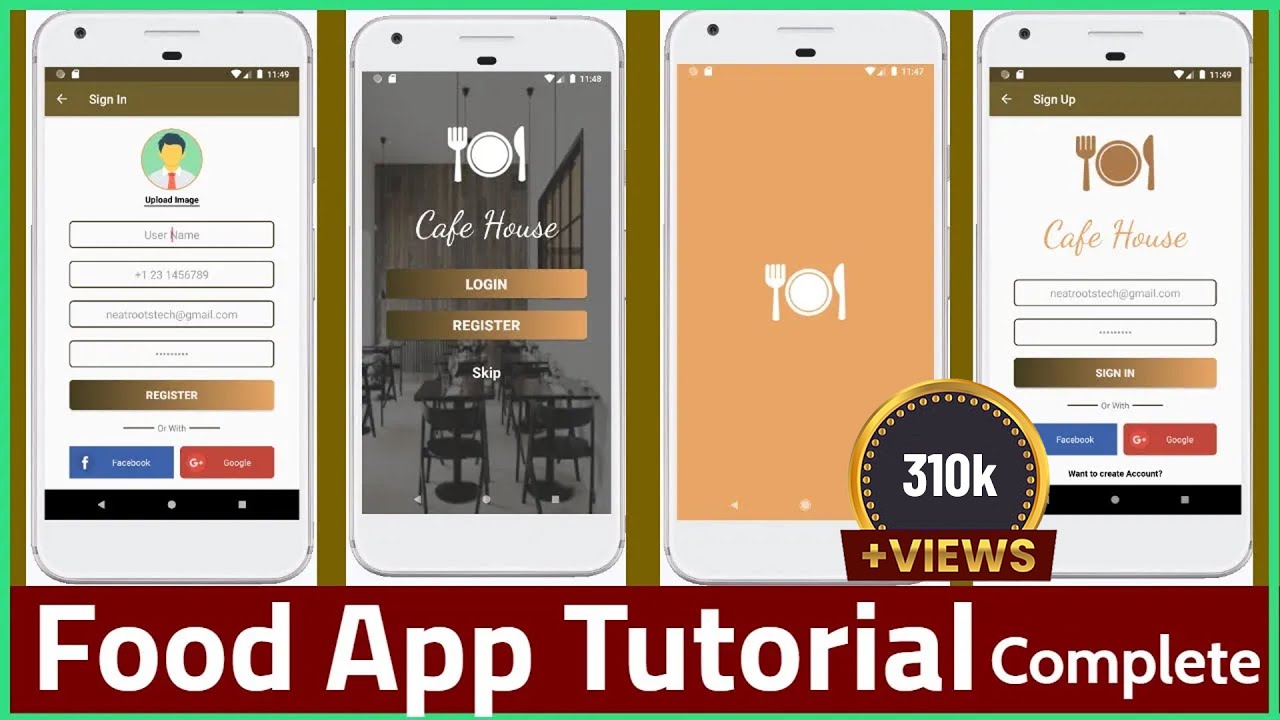 11:49
Sign In
Upload Image
User Name
+1 23 1456789
neatrootstech@gmail.com
•••••••••
REGISTER
Or With
f Facebook
G+ Google
11:48
Cafe House
LOGIN
REGISTER
Skip
11:47
11:49
Sign Up
Cafe House
neatrootstech@gmail.com
•••••••••
SIGN IN
Or With
Facebook
G+ Google
Want to create Account?
310k
+VIEWS
Food App Tutorial Complete